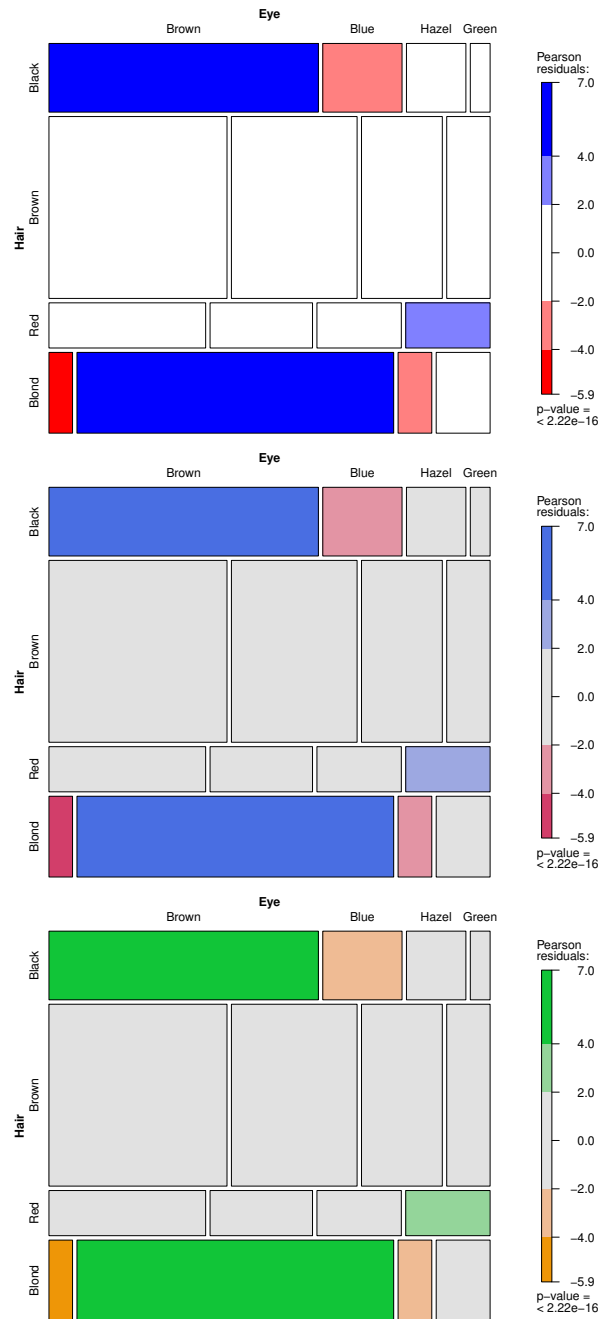 Eye
Brown Blue Hazel Green
Hair
Black
Brown
Red
Blond
Pearson
residuals:
7.0
4.0
2.0
0.0
−2.0
−4.0
−5.9
p−value =
< 2.22e−16
Eye
Brown Blue Hazel Green
Hair
Black
Brown
Red
Blond
Pearson
residuals:
7.0
4.0
2.0
0.0
−2.0
−4.0
−5.9
p−value =
< 2.22e−16
Eye
Brown Blue Hazel Green
Hair
Black
Brown
Red
Blond
Pearson
residuals:
7.0
4.0
2.0
0.0
−2.0
−4.0
−5.9
p−value =
< 2.22e−16